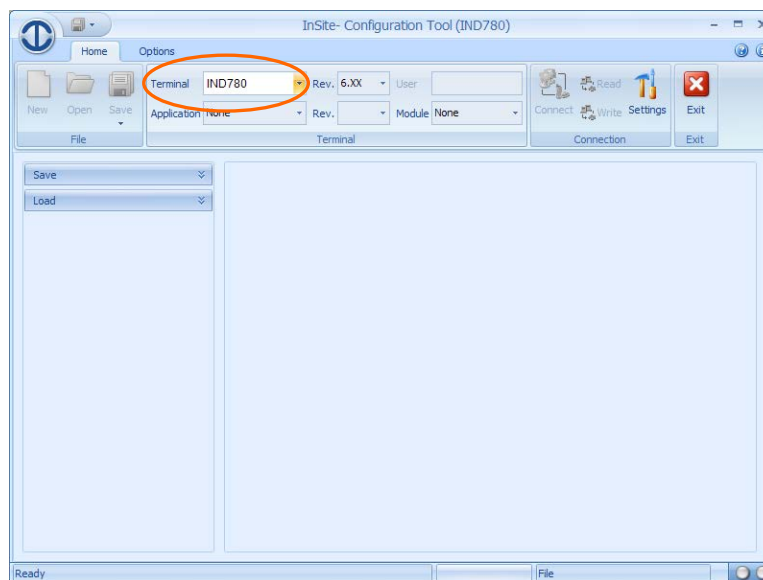 InSite- Configuration Tool (IND780)
Home Options
Terminal IND780 Rev. 6.XX User
New Open Save Connect Read Write Settings Exit
Application None Rev. Module None
File Terminal Connection Exit
Save
Load
Ready File